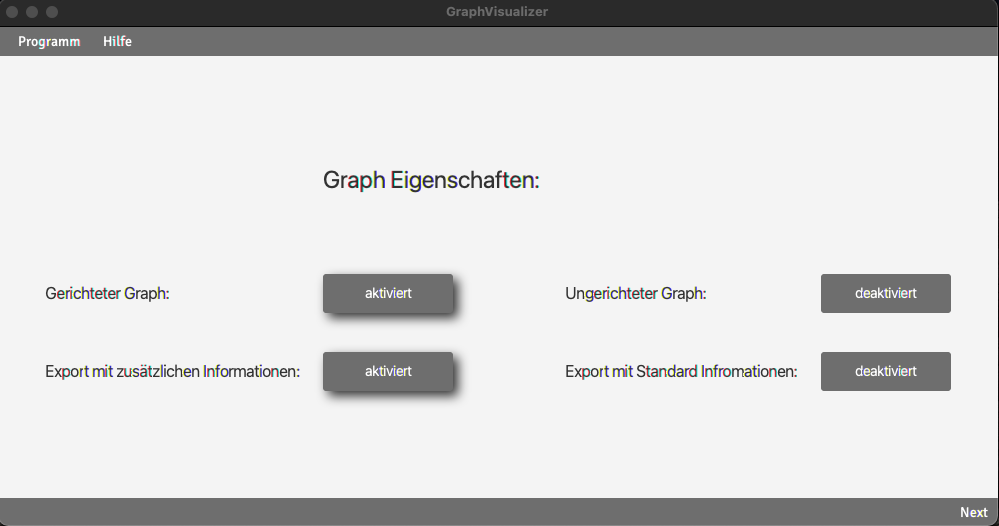 GraphVisualizer
Programm Hilfe
Graph Eigenschaften:
Gerichteter Graph: aktiviert Ungerichteter Graph: deaktiviert
Export mit zusätzlichen Informationen: aktiviert Export mit Standard Infromationen: deaktiviert
Next